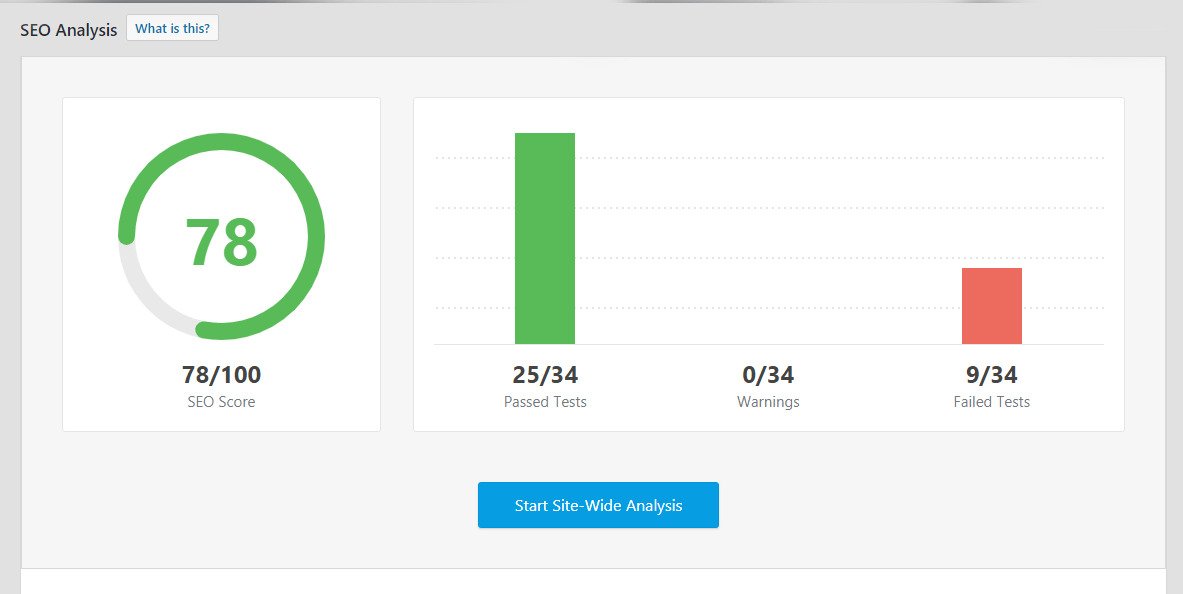 SEO Analysis What is this?
78
78/100
SEO Score
25/34
Passed Tests
0/34
Warnings
9/34
Failed Tests
Start Site-Wide Analysis